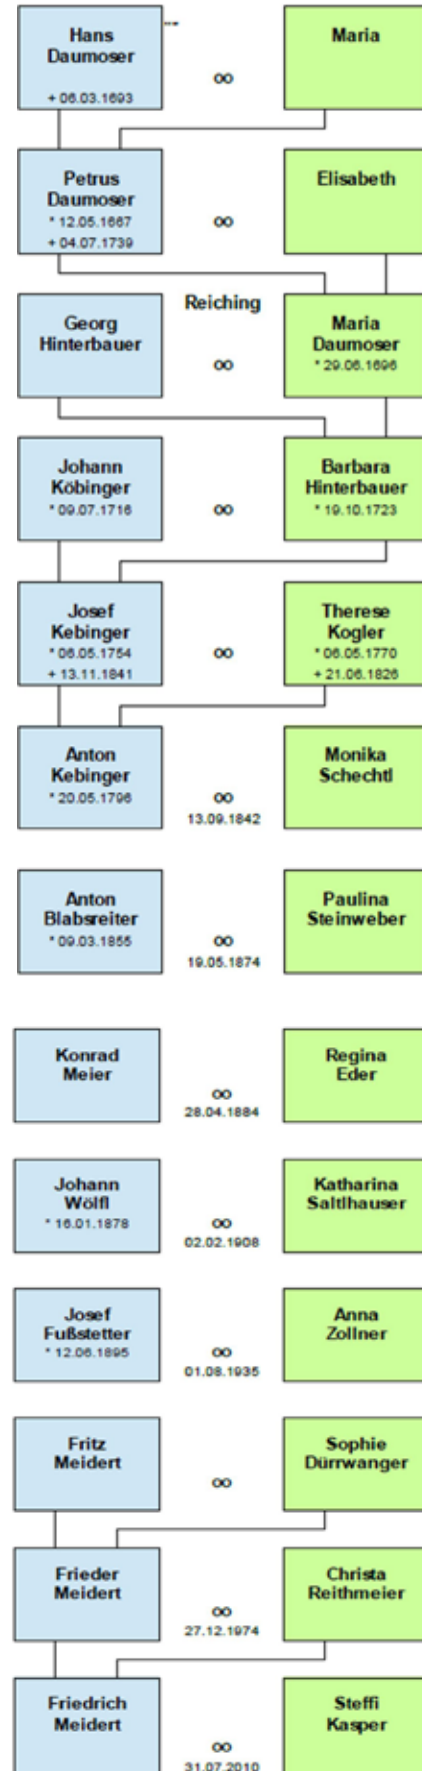 Hans
Daumoser
+ 06.03.1693
∞
Maria
Petrus
Daumoser
* 12.05.1667
+ 04.07.1739
∞
Elisabeth
Georg
Hinterbauer
Reiching
∞
Maria
Daumoser
* 29.06.1696
Johann
Köbinger
* 09.07.1716
∞
Barbara
Hinterbauer
* 19.10.1723
Josef
Kebinger
* 06.05.1754
+ 13.11.1841
∞
Therese
Kogler
* 06.05.1770
+ 21.06.1826
Anton
Kebinger
* 20.05.1796
∞
13.09.1842
Monika
Schechtl
Anton
Blabsreiter
* 09.03.1855
∞
19.05.1874
Paulina
Steinweber
Konrad
Meier
∞
28.04.1884
Regina
Eder
Johann
Wölfl
* 16.01.1878
∞
02.02.1908
Katharina
Saltlhauser
Josef
Fußstetter
* 12.06.1895
∞
01.08.1935
Anna
Zollner
Fritz
Meidert
∞
Sophie
Dürrwanger
Frieder
Meidert
∞
27.12.1974
Christa
Reithmeier
Friedrich
Meidert
∞
31.07.2010
Steffi
Kasper